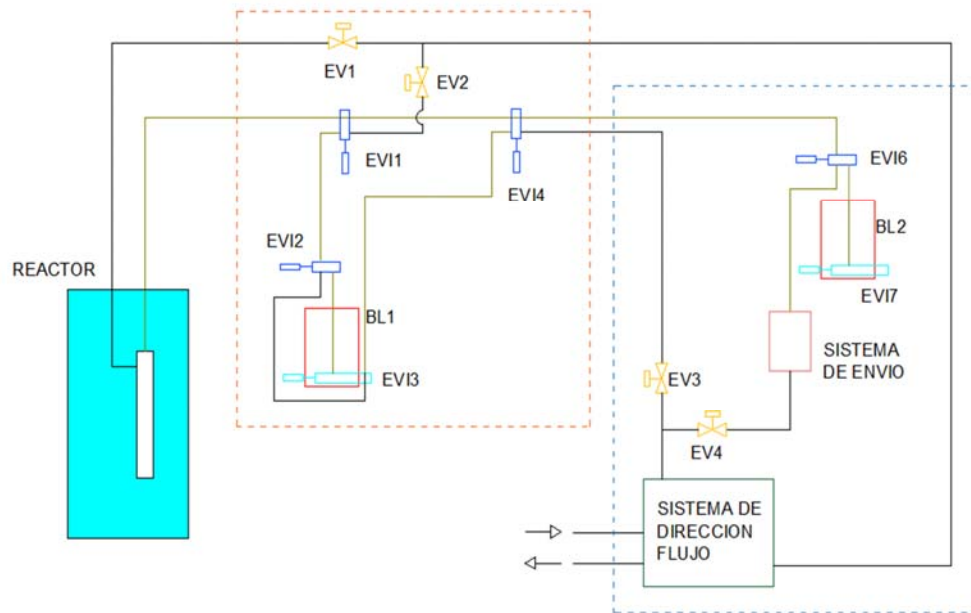 EV1
EV2
EVI1
EVI4
EVI6
EVI2
BL2
REACTOR
EVI7
BL1
SISTEMA
DE ENVIO
EVI3
EV3
EV4
SISTEMA DE
DIRECCION
FLUJO